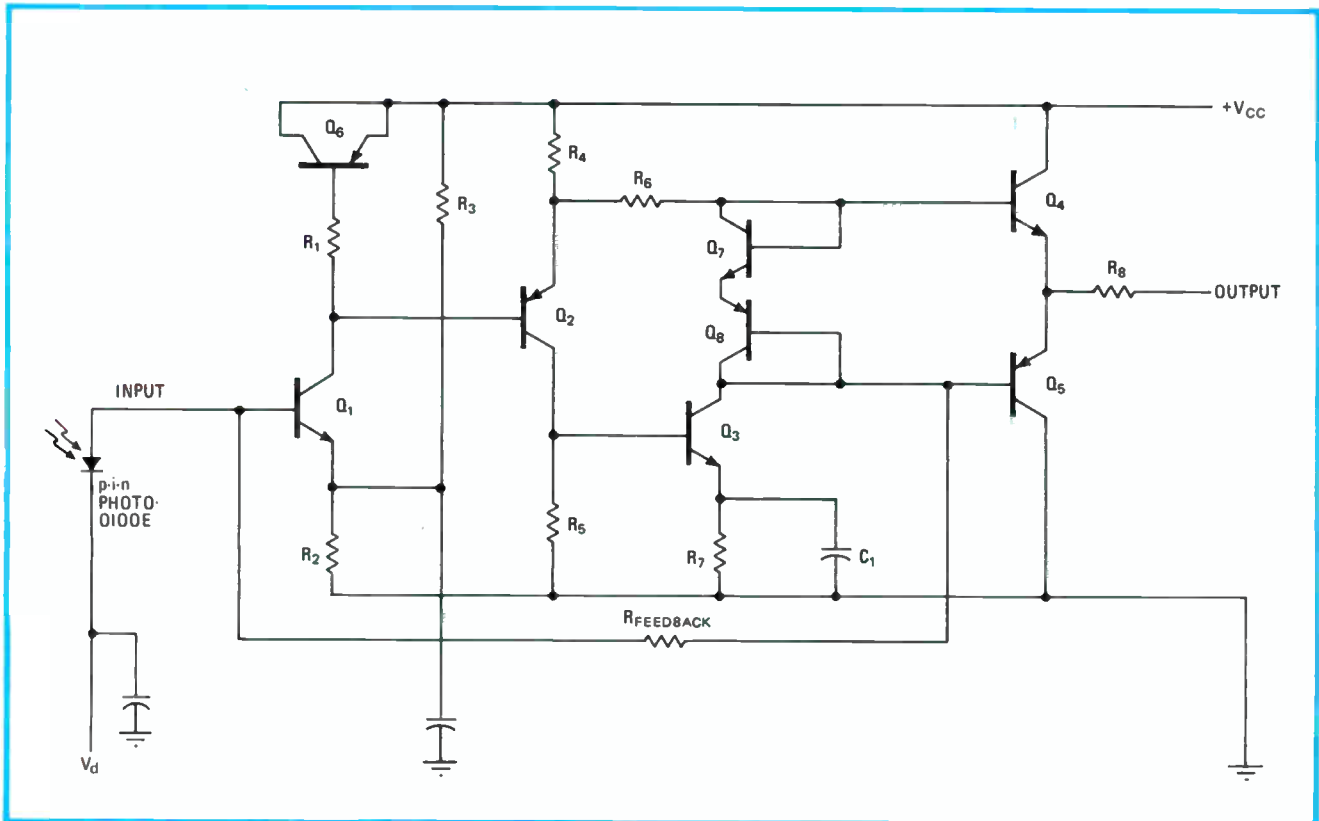 +VCC
Q6
R4
R3
R6
Q4
R1
Q7
R8
OUTPUT
Q2
Q8
INPUT
Q5
Q1
Q3
p-i-n
PHOTO-
DIODE
R5
R2
R7
C1
RFEEDBACK
Vd